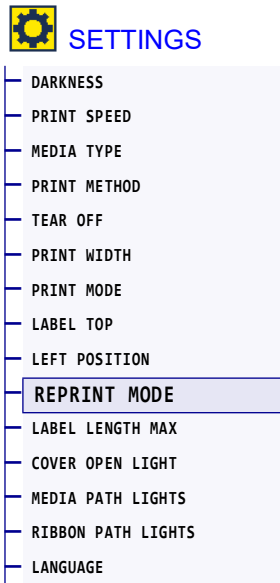 SETTINGS
DARKNESS
PRINT SPEED
MEDIA TYPE
PRINT METHOD
TEAR OFF
PRINT WIDTH
PRINT MODE
LABEL TOP
LEFT POSITION
REPRINT MODE
LABEL LENGTH MAX
COVER OPEN LIGHT
MEDIA PATH LIGHTS
RIBBON PATH LIGHTS
LANGUAGE